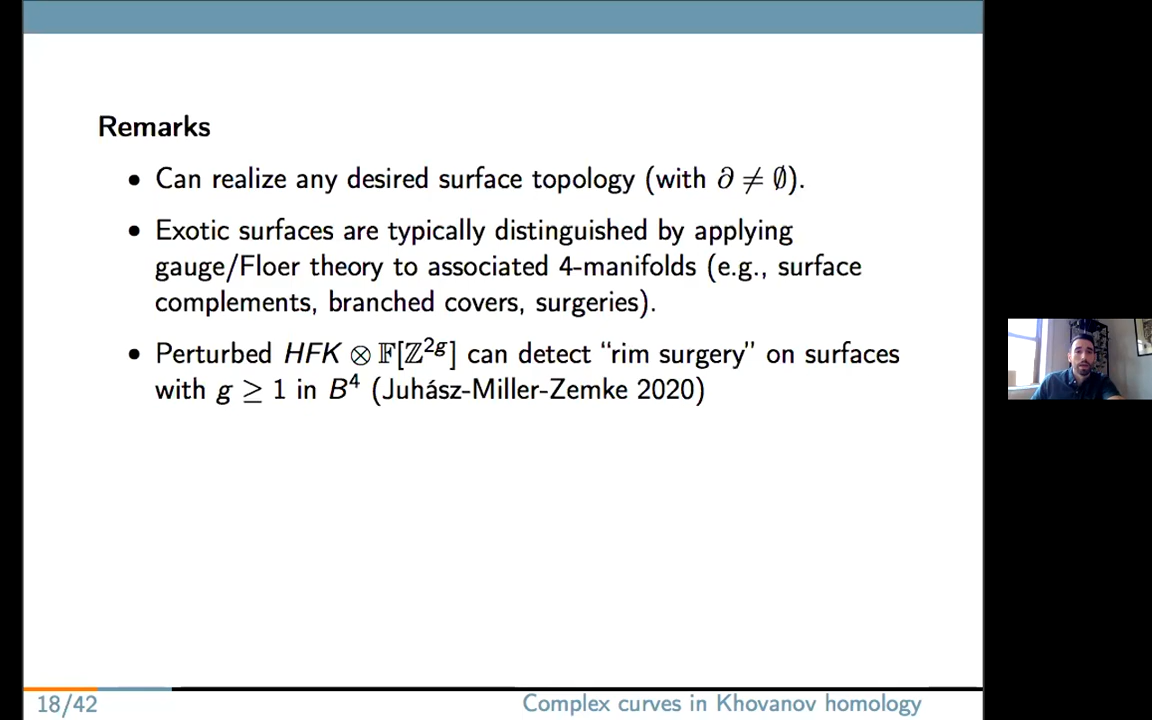 Remarks
• Can realize any desired surface topology (with ∂ ≠ ∅).
• Exotic surfaces are typically distinguished by applying
gauge/Floer theory to associated 4-manifolds (e.g., surface
complements, branched covers, surgeries).
• Perturbed HFK ⊗ 𝔽[ℤ²ᵍ] can detect “rim surgery” on surfaces
with g ≥ 1 in B⁴ (Juhász-Miller-Zemke 2020)
18/42
Complex curves in Khovanov homology